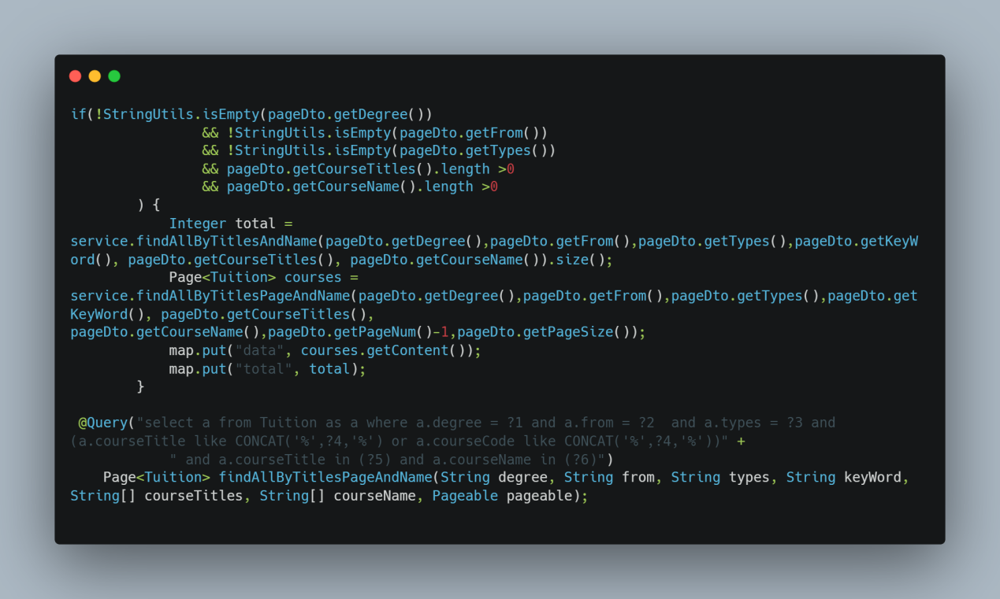 if(!StringUtils.isEmpty(pageDto.getDegree())
                && !StringUtils.isEmpty(pageDto.getFrom())
                && !StringUtils.isEmpty(pageDto.getTypes())
                && pageDto.getCourseTitles().length >0
                && pageDto.getCourseName().length >0
        ) {
            Integer total =
service.findAllByTitlesAndName(pageDto.getDegree(),pageDto.getFrom(),pageDto.getTypes(),pageDto.getKeyW
ord(), pageDto.getCourseTitles(), pageDto.getCourseName()).size();
            Page<Tuition> courses =
service.findAllByTitlesPageAndName(pageDto.getDegree(),pageDto.getFrom(),pageDto.getTypes(),pageDto.get
KeyWord(), pageDto.getCourseTitles(),
pageDto.getCourseName(),pageDto.getPageNum()-1,pageDto.getPageSize());
            map.put("data", courses.getContent());
            map.put("total", total);
        }
 @Query("select a from Tuition as a where a.degree = ?1 and a.from = ?2  and a.types = ?3 and
(a.courseTitle like CONCAT('%',?4,'%') or a.courseCode like CONCAT('%',?4,'%'))" +
            " and a.courseTitle in (?5) and a.courseName in (?6)")
    Page<Tuition> findAllByTitlesPageAndName(String degree, String from, String types, String keyWord,
String[] courseTitles, String[] courseName, Pageable pageable);